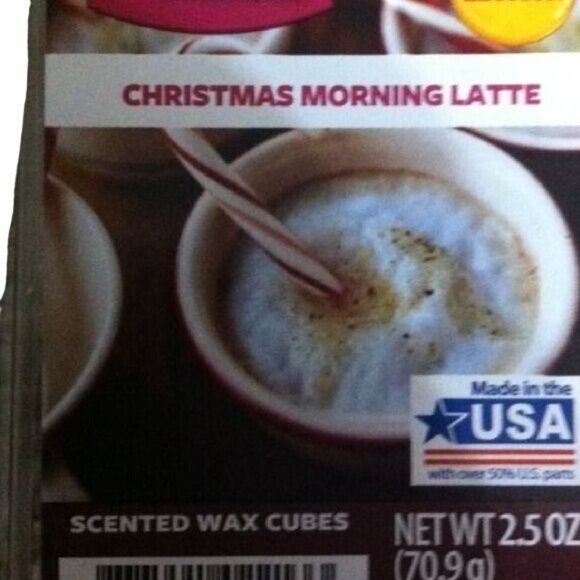 CHRISTMAS MORNING LATTE
Made in the
USA
with over 50% U.S. parts
SCENTED WAX CUBES
NET WT 2.5 OZ
(70.9g)